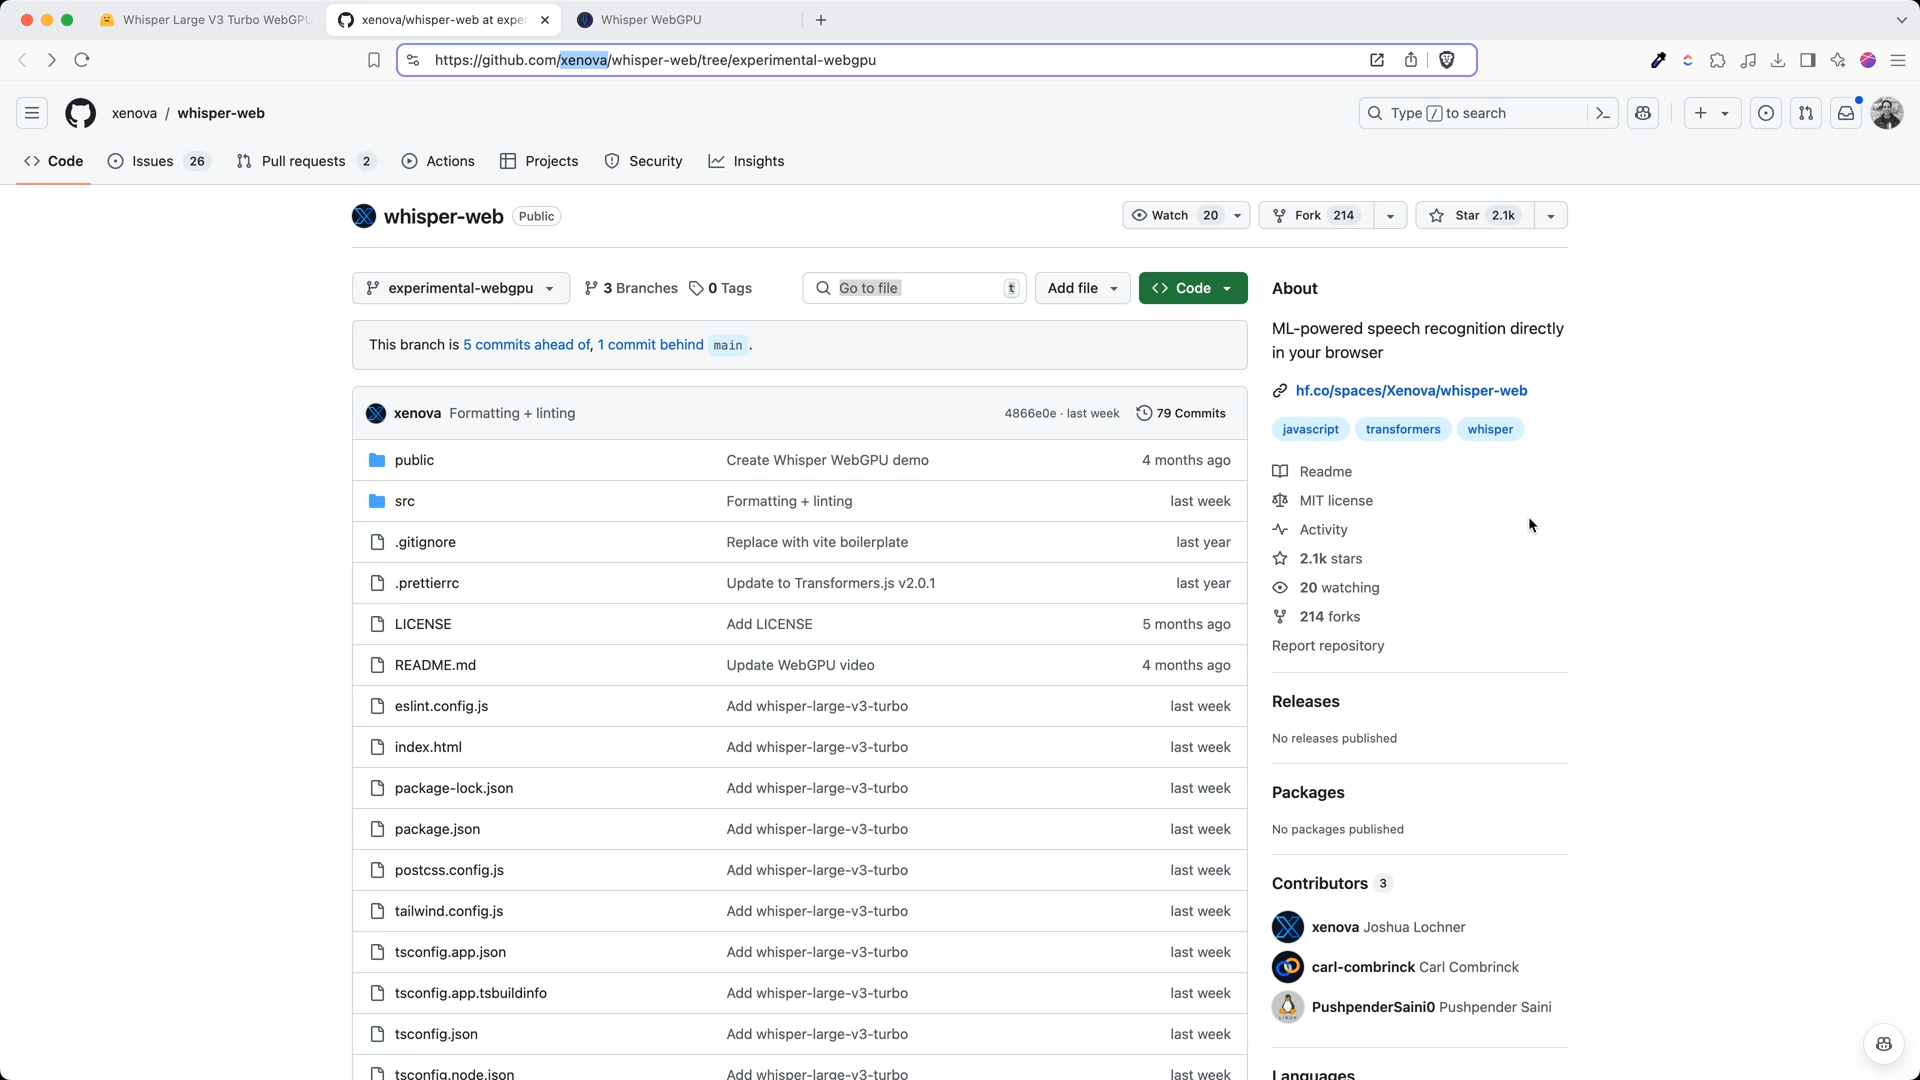 Whisper Large V3 Turbo WebGPU
xenova/whisper-web at exper
Whisper WebGPU
https://github.com/xenova/whisper-web/tree/experimental-webgpu
xenova / whisper-web
Type / to search
Code
Issues 26
Pull requests 2
Actions
Projects
Security
Insights
whisper-web Public
Watch 20
Fork 214
Star 2.1k
experimental-webgpu
3 Branches
0 Tags
Go to file t
Add file
Code
This branch is 5 commits ahead of, 1 commit behind main .
xenova Formatting + linting 4866e0e · last week 79 Commits
public Create Whisper WebGPU demo 4 months ago
src Formatting + linting last week
.gitignore Replace with vite boilerplate last year
.prettierrc Update to Transformers.js v2.0.1 last year
LICENSE Add LICENSE 5 months ago
README.md Update WebGPU video 4 months ago
eslint.config.js Add whisper-large-v3-turbo last week
index.html Add whisper-large-v3-turbo last week
package-lock.json Add whisper-large-v3-turbo last week
package.json Add whisper-large-v3-turbo last week
postcss.config.js Add whisper-large-v3-turbo last week
tailwind.config.js Add whisper-large-v3-turbo last week
tsconfig.app.json Add whisper-large-v3-turbo last week
tsconfig.app.tsbuildinfo Add whisper-large-v3-turbo last week
tsconfig.json Add whisper-large-v3-turbo last week
tsconfig.node.json Add whisper-large-v3-turbo last week
About
ML-powered speech recognition directly
in your browser
hf.co/spaces/Xenova/whisper-web
javascript transformers whisper
Readme
MIT license
Activity
2.1k stars
20 watching
214 forks
Report repository
Releases
No releases published
Packages
No packages published
Contributors 3
xenova Joshua Lochner
carl-combrinck Carl Combrinck
PushpenderSaini0 Pushpender Saini
Languages